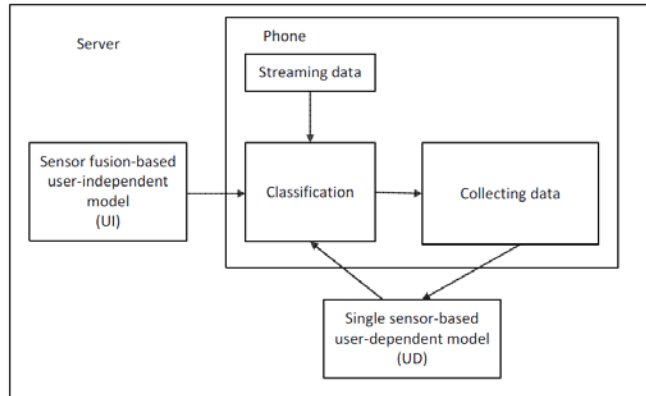 Server
Phone
Streaming data
Sensor fusion-based
user-independent
model
(UI)
Classification
Collecting data
Single sensor-based
user-dependent model
(UD)